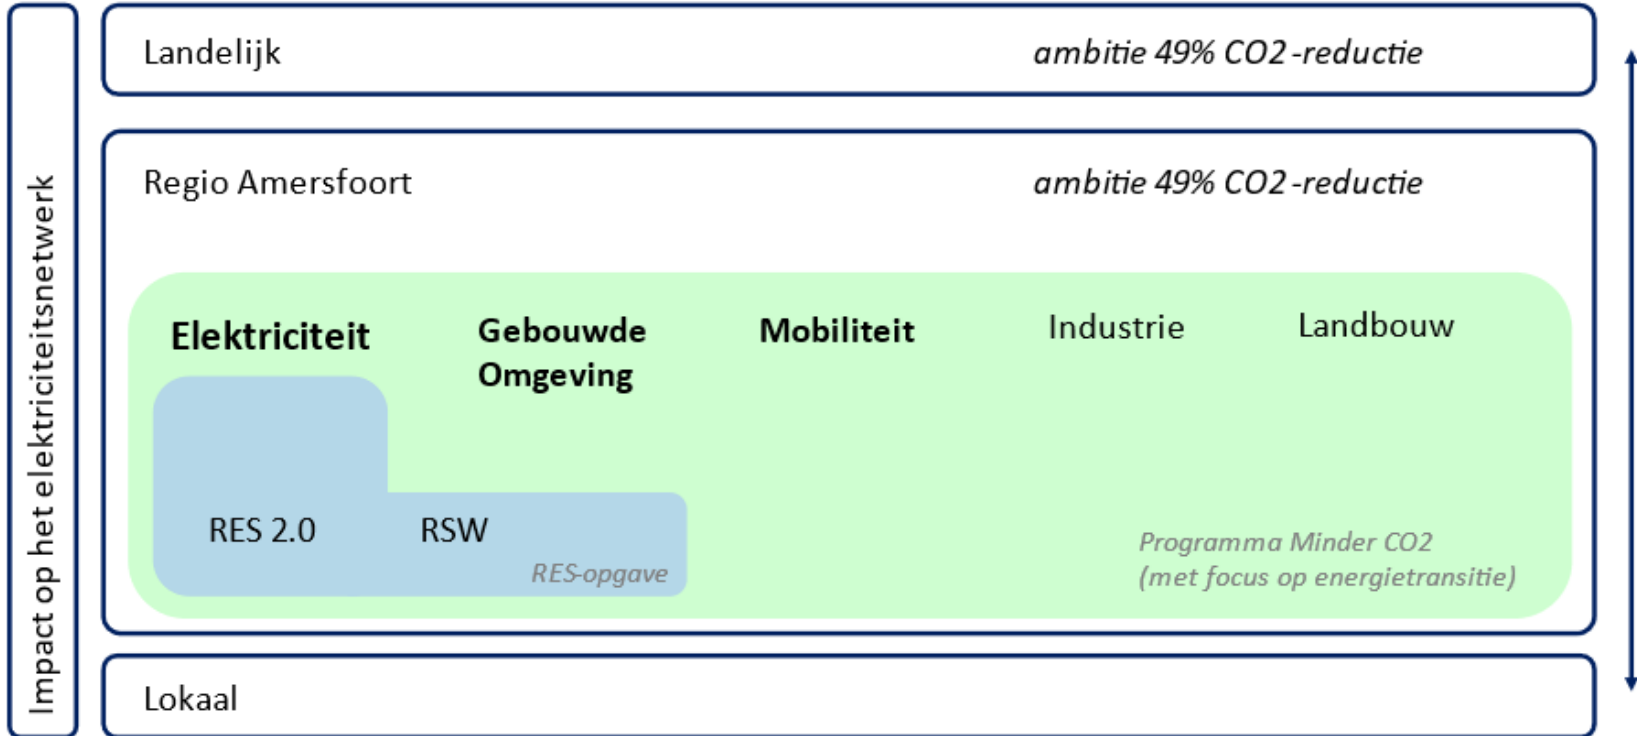 Impact op het elektriciteitsnetwerk
Landelijk
ambitie 49% CO2-reductie
Regio Amersfoort
ambitie 49% CO2-reductie
Elektriciteit
Gebouwde
Omgeving
Mobiliteit
Industrie
Landbouw
RES 2.0
RSW
RES-opgave
Programma Minder CO2
(met focus op energietransitie)
Lokaal